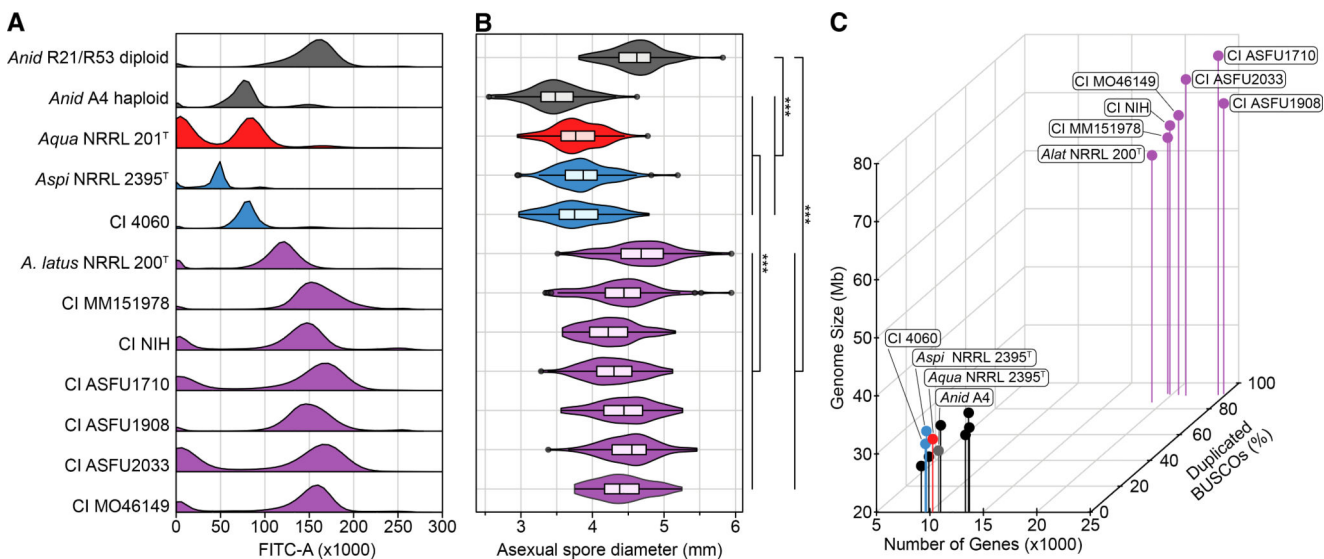 A
Anid R21/R53 diploid
Anid A4 haploid
Aqua NRRL 201ᵀ
Aspi NRRL 2395ᵀ
CI 4060
A. latus NRRL 200ᵀ
CI MM151978
CI NIH
CI ASFU1710
CI ASFU1908
CI ASFU2033
CI MO46149
0 50 100 150 200 250 300
FITC-A (x1000)
B
***
***
***
3 4 5 6
Asexual spore diameter (mm)
C
CI ASFU1710
CI MO46149
CI ASFU2033
CI NIH
CI ASFU1908
CI MM151978
Alat NRRL 200ᵀ
80
70
60
50
40
30
20
Genome Size (Mb)
CI 4060
Aspi NRRL 2395ᵀ
Aqua NRRL 2395ᵀ
Anid A4
100
80
60
40
20
0
Duplicated
BUSCOs (%)
5 10 15 20 25
Number of Genes (x1000)